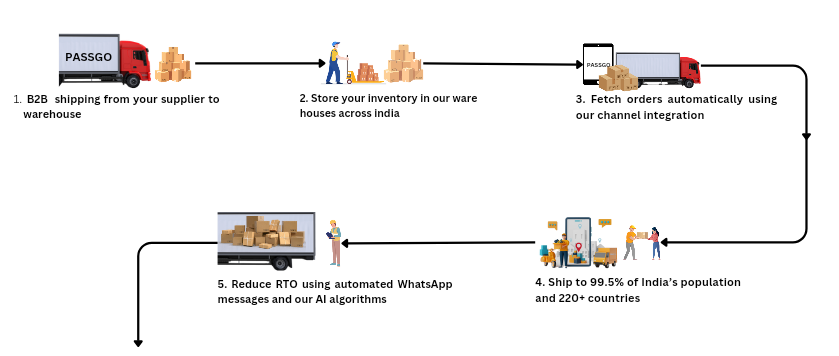 PASSGO
1. B2B shipping from your supplier to
warehouse
2. Store your inventory in our ware
houses across india
PASSGO
3. Fetch orders automatically using
our channel integration
4. Ship to 99.5% of India's population
and 220+ countries
5. Reduce RTO using automated WhatsApp
messages and our AI algorithms